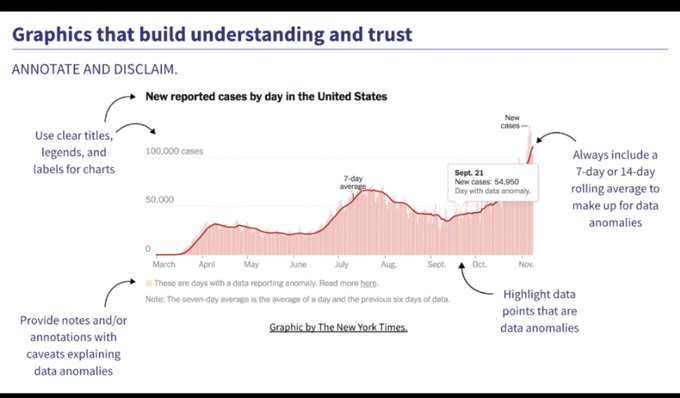 Graphics that build understanding and trust
ANNOTATE AND DISCLAIM.
New reported cases by day in the United States
Use clear titles,
legends, and
labels for charts
100,000 cases
50,000
0
7-day
average
New
cases
Sept. 21
New cases: 54,950
Day with data anomaly.
Always include a
7-day or 14-day
rolling average to
make up for data
anomalies
March April May June July Aug. Sept. Oct. Nov.
These are days with a data reporting anomaly. Read more here.
Note: The seven-day average is the average of a day and the previous six days of data.
Provide notes and/or
annotations with
caveats explaining
data anomalies
Highlight data
points that are
data anomalies
Graphic by The New York Times.